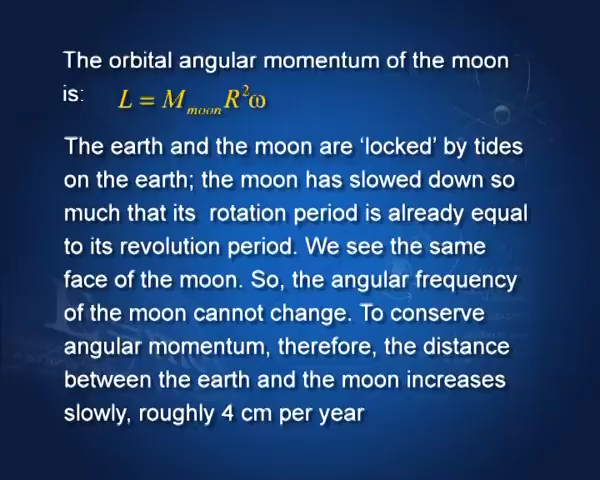 The orbital angular momentum of the moon
is: L = M_moon R²ω
The earth and the moon are ‘locked’ by tides
on the earth; the moon has slowed down so
much that its rotation period is already equal
to its revolution period. We see the same
face of the moon. So, the angular frequency
of the moon cannot change. To conserve
angular momentum, therefore, the distance
between the earth and the moon increases
slowly, roughly 4 cm per year